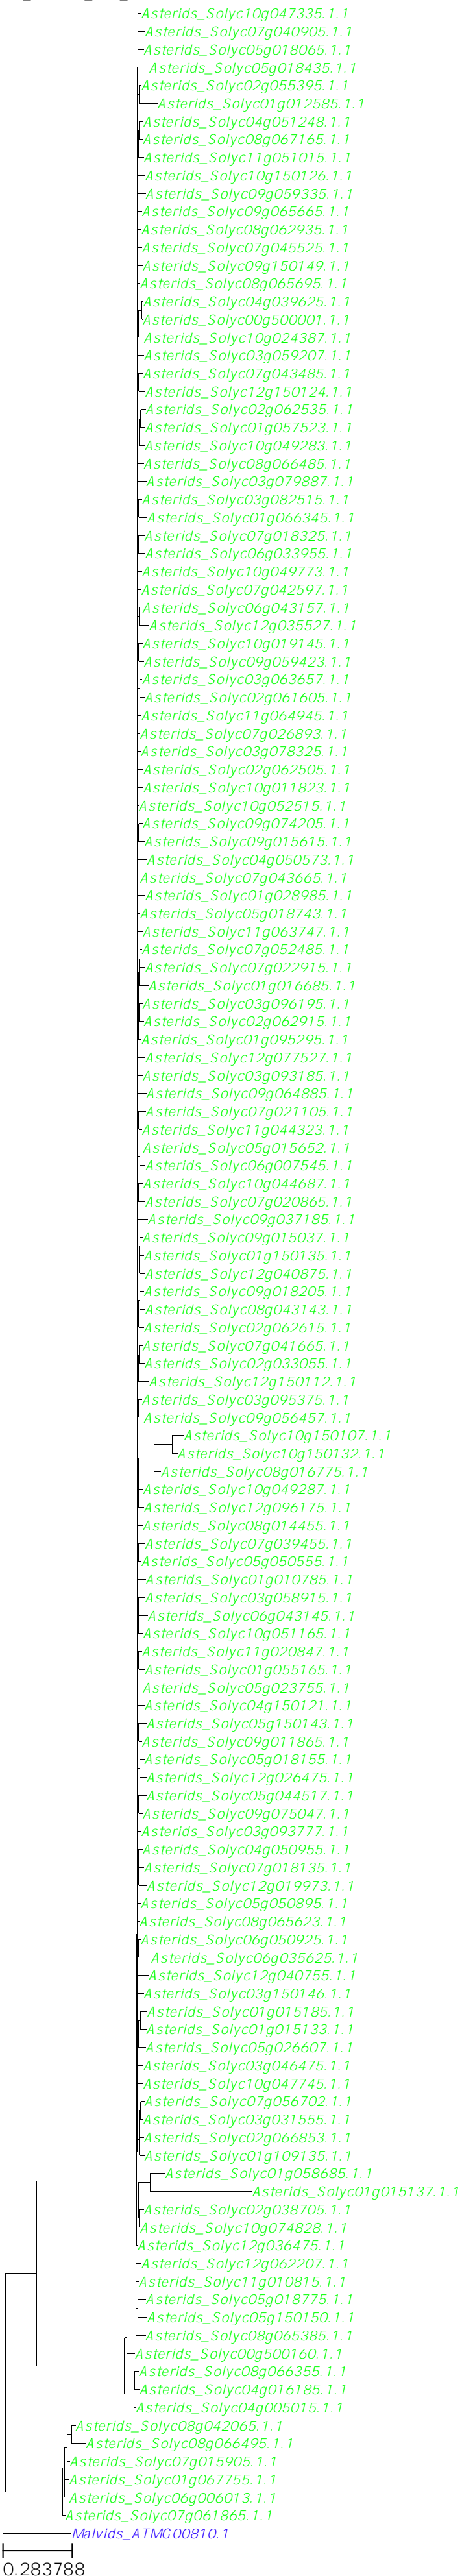 Asterids_Solyc10g047335.1.1
Asterids_Solyc07g040905.1.1
Asterids_Solyc05g018065.1.1
Asterids_Solyc05g018435.1.1
Asterids_Solyc02g055395.1.1
Asterids_Solyc01g012585.1.1
Asterids_Solyc04g051248.1.1
Asterids_Solyc08g067165.1.1
Asterids_Solyc11g051015.1.1
Asterids_Solyc10g150126.1.1
Asterids_Solyc09g059335.1.1
Asterids_Solyc09g065665.1.1
Asterids_Solyc08g062935.1.1
Asterids_Solyc07g045525.1.1
Asterids_Solyc09g150149.1.1
Asterids_Solyc08g065695.1.1
Asterids_Solyc04g039625.1.1
Asterids_Solyc00g500001.1.1
Asterids_Solyc10g024387.1.1
Asterids_Solyc03g059207.1.1
Asterids_Solyc07g043485.1.1
Asterids_Solyc12g150124.1.1
Asterids_Solyc02g062535.1.1
Asterids_Solyc01g057523.1.1
Asterids_Solyc10g049283.1.1
Asterids_Solyc08g066485.1.1
Asterids_Solyc03g079887.1.1
Asterids_Solyc03g082515.1.1
Asterids_Solyc01g066345.1.1
Asterids_Solyc07g018325.1.1
Asterids_Solyc06g033955.1.1
Asterids_Solyc10g049773.1.1
Asterids_Solyc07g042597.1.1
Asterids_Solyc06g043157.1.1
Asterids_Solyc12g035527.1.1
Asterids_Solyc10g019145.1.1
Asterids_Solyc09g059423.1.1
Asterids_Solyc03g063657.1.1
Asterids_Solyc02g061605.1.1
Asterids_Solyc11g064945.1.1
Asterids_Solyc07g026893.1.1
Asterids_Solyc03g078325.1.1
Asterids_Solyc02g062505.1.1
Asterids_Solyc10g011823.1.1
Asterids_Solyc10g052515.1.1
Asterids_Solyc09g074205.1.1
Asterids_Solyc09g015615.1.1
Asterids_Solyc04g050573.1.1
Asterids_Solyc07g043665.1.1
Asterids_Solyc01g028985.1.1
Asterids_Solyc05g018743.1.1
Asterids_Solyc11g063747.1.1
Asterids_Solyc07g052485.1.1
Asterids_Solyc07g022915.1.1
Asterids_Solyc01g016685.1.1
Asterids_Solyc03g096195.1.1
Asterids_Solyc02g062915.1.1
Asterids_Solyc01g095295.1.1
Asterids_Solyc12g077527.1.1
Asterids_Solyc03g093185.1.1
Asterids_Solyc09g064885.1.1
Asterids_Solyc07g021105.1.1
Asterids_Solyc11g044323.1.1
Asterids_Solyc05g015652.1.1
Asterids_Solyc06g007545.1.1
Asterids_Solyc10g044687.1.1
Asterids_Solyc07g020865.1.1
Asterids_Solyc09g037185.1.1
Asterids_Solyc09g015037.1.1
Asterids_Solyc01g150135.1.1
Asterids_Solyc12g040875.1.1
Asterids_Solyc09g018205.1.1
Asterids_Solyc08g043143.1.1
Asterids_Solyc02g062615.1.1
Asterids_Solyc07g041665.1.1
Asterids_Solyc02g033055.1.1
Asterids_Solyc12g150112.1.1
Asterids_Solyc03g095375.1.1
Asterids_Solyc09g056457.1.1
Asterids_Solyc10g150107.1.1
Asterids_Solyc10g150132.1.1
Asterids_Solyc08g016775.1.1
Asterids_Solyc10g049287.1.1
Asterids_Solyc12g096175.1.1
Asterids_Solyc08g014455.1.1
Asterids_Solyc07g039455.1.1
Asterids_Solyc05g050555.1.1
Asterids_Solyc01g010785.1.1
Asterids_Solyc03g058915.1.1
Asterids_Solyc06g043145.1.1
Asterids_Solyc10g051165.1.1
Asterids_Solyc11g020847.1.1
Asterids_Solyc01g055165.1.1
Asterids_Solyc05g023755.1.1
Asterids_Solyc04g150121.1.1
Asterids_Solyc05g150143.1.1
Asterids_Solyc09g011865.1.1
Asterids_Solyc05g018155.1.1
Asterids_Solyc12g026475.1.1
Asterids_Solyc05g044517.1.1
Asterids_Solyc09g075047.1.1
Asterids_Solyc03g093777.1.1
Asterids_Solyc04g050955.1.1
Asterids_Solyc07g018135.1.1
Asterids_Solyc12g019973.1.1
Asterids_Solyc05g050895.1.1
Asterids_Solyc08g065623.1.1
Asterids_Solyc06g050925.1.1
Asterids_Solyc06g035625.1.1
Asterids_Solyc12g040755.1.1
Asterids_Solyc03g150146.1.1
Asterids_Solyc01g015185.1.1
Asterids_Solyc01g015133.1.1
Asterids_Solyc05g026607.1.1
Asterids_Solyc03g046475.1.1
Asterids_Solyc10g047745.1.1
Asterids_Solyc07g056702.1.1
Asterids_Solyc03g031555.1.1
Asterids_Solyc02g066853.1.1
Asterids_Solyc01g109135.1.1
Asterids_Solyc01g058685.1.1
Asterids_Solyc01g015137.1.1
Asterids_Solyc02g038705.1.1
Asterids_Solyc10g074828.1.1
Asterids_Solyc12g036475.1.1
Asterids_Solyc12g062207.1.1
Asterids_Solyc11g010815.1.1
Asterids_Solyc05g018775.1.1
Asterids_Solyc05g150150.1.1
Asterids_Solyc08g065385.1.1
Asterids_Solyc00g500160.1.1
Asterids_Solyc08g066355.1.1
Asterids_Solyc04g016185.1.1
Asterids_Solyc04g005015.1.1
Asterids_Solyc08g042065.1.1
Asterids_Solyc08g066495.1.1
Asterids_Solyc07g015905.1.1
Asterids_Solyc01g067755.1.1
Asterids_Solyc06g006013.1.1
Asterids_Solyc07g061865.1.1
Malvids_ATMG00810.1
0.283788